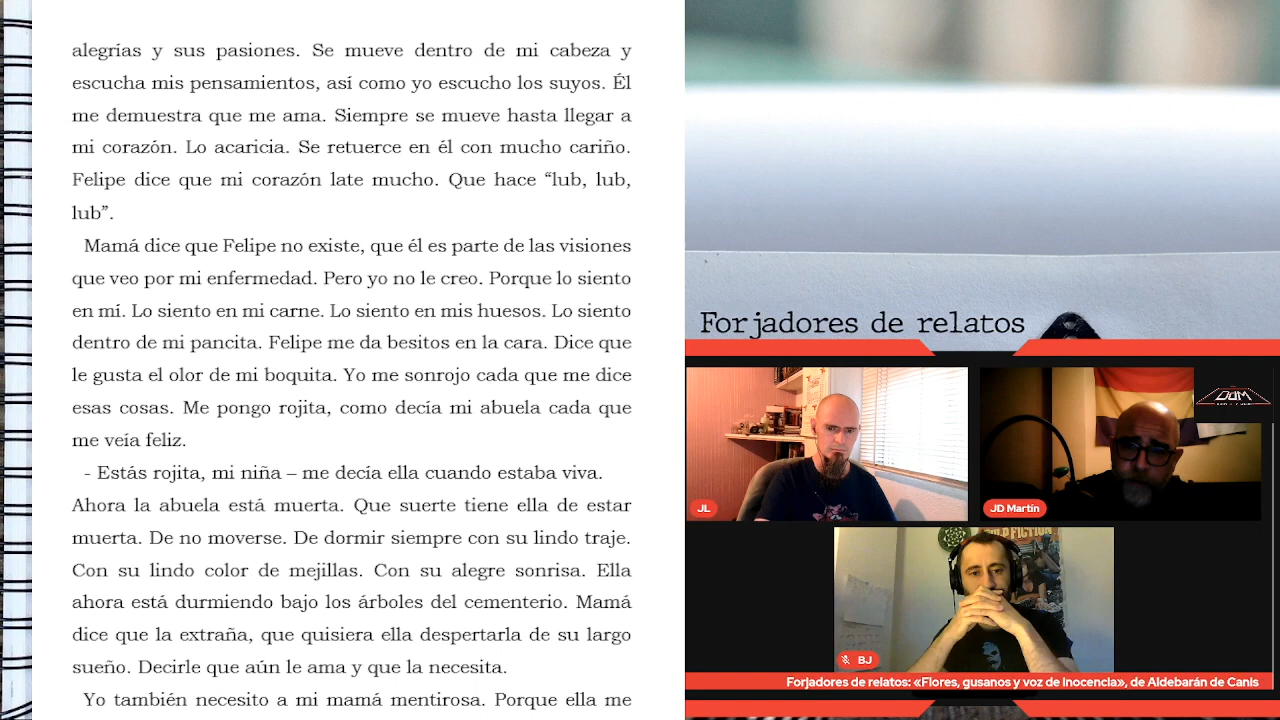 alegrías y sus pasiones. Se mueve dentro de mi cabeza y
escucha mis pensamientos, así como yo escucho los suyos. Él
me demuestra que me ama. Siempre se mueve hasta llegar a
mi corazón. Lo acaricia. Se retuerce en él con mucho cariño.
Felipe dice que mi corazón late mucho. Que hace “lub, lub,
lub”.
Mamá dice que Felipe no existe, que él es parte de las visiones
que veo por mi enfermedad. Pero yo no le creo. Porque lo siento
en mí. Lo siento en mi carne. Lo siento en mis huesos. Lo siento
dentro de mi pancita. Felipe me da besitos en la cara. Dice que
le gusta el olor de mi boquita. Yo me sonrojo cada que me dice
esas cosas. Me pongo rojita, como decía mi abuela cada que
me veía feliz.
- Estás rojita, mi niña – me decía ella cuando estaba viva.
Ahora la abuela está muerta. Que suerte tiene ella de estar
muerta. De no moverse. De dormir siempre con su lindo traje.
Con su lindo color de mejillas. Con su alegre sonrisa. Ella
ahora está durmiendo bajo los árboles del cementerio. Mamá
dice que la extraña, que quisiera ella despertarla de su largo
sueño. Decirle que aún le ama y que la necesita.
Yo también necesito a mi mamá mentirosa. Porque ella me
Forjadores de relatos
JL
JD Martín
PULP FICTION
BJ
Forjadores de relatos: «Flores, gusanos y voz de inocencia», de Aldebarán de Canis